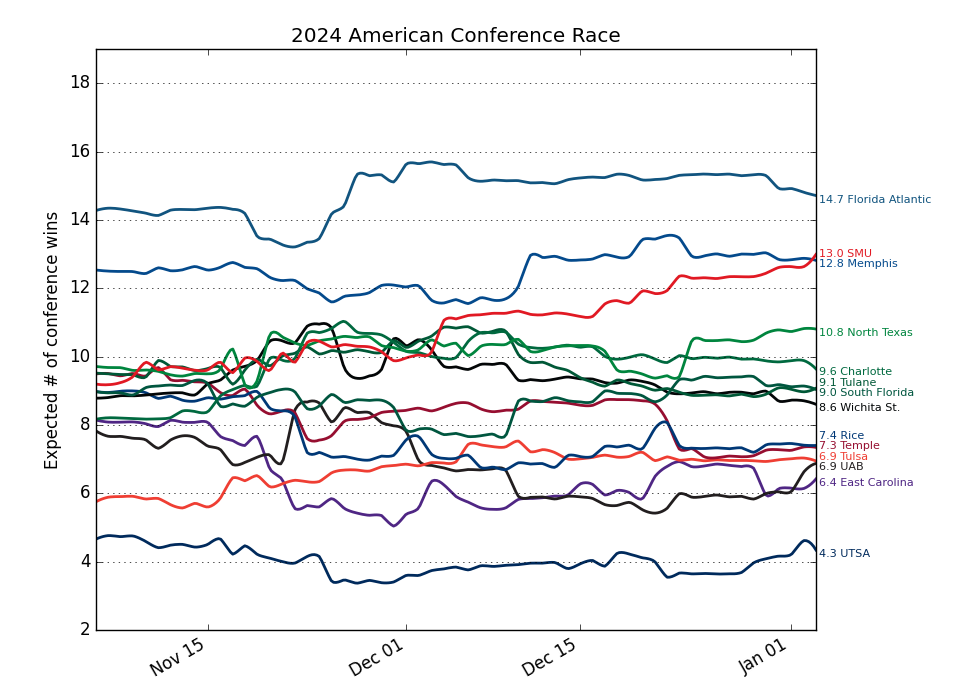 2024 American Conference Race
Expected # of conference wins
18
16
14
12
10
8
6
4
2
Nov 15
Dec 01
Dec 15
Jan 01
14.7 Florida Atlantic
13.0 SMU
12.8 Memphis
10.8 North Texas
9.6 Charlotte
9.1 Tulane
9.0 South Florida
8.6 Wichita St.
7.4 Rice
7.3 Temple
6.9 Tulsa
6.9 UAB
6.4 East Carolina
4.3 UTSA